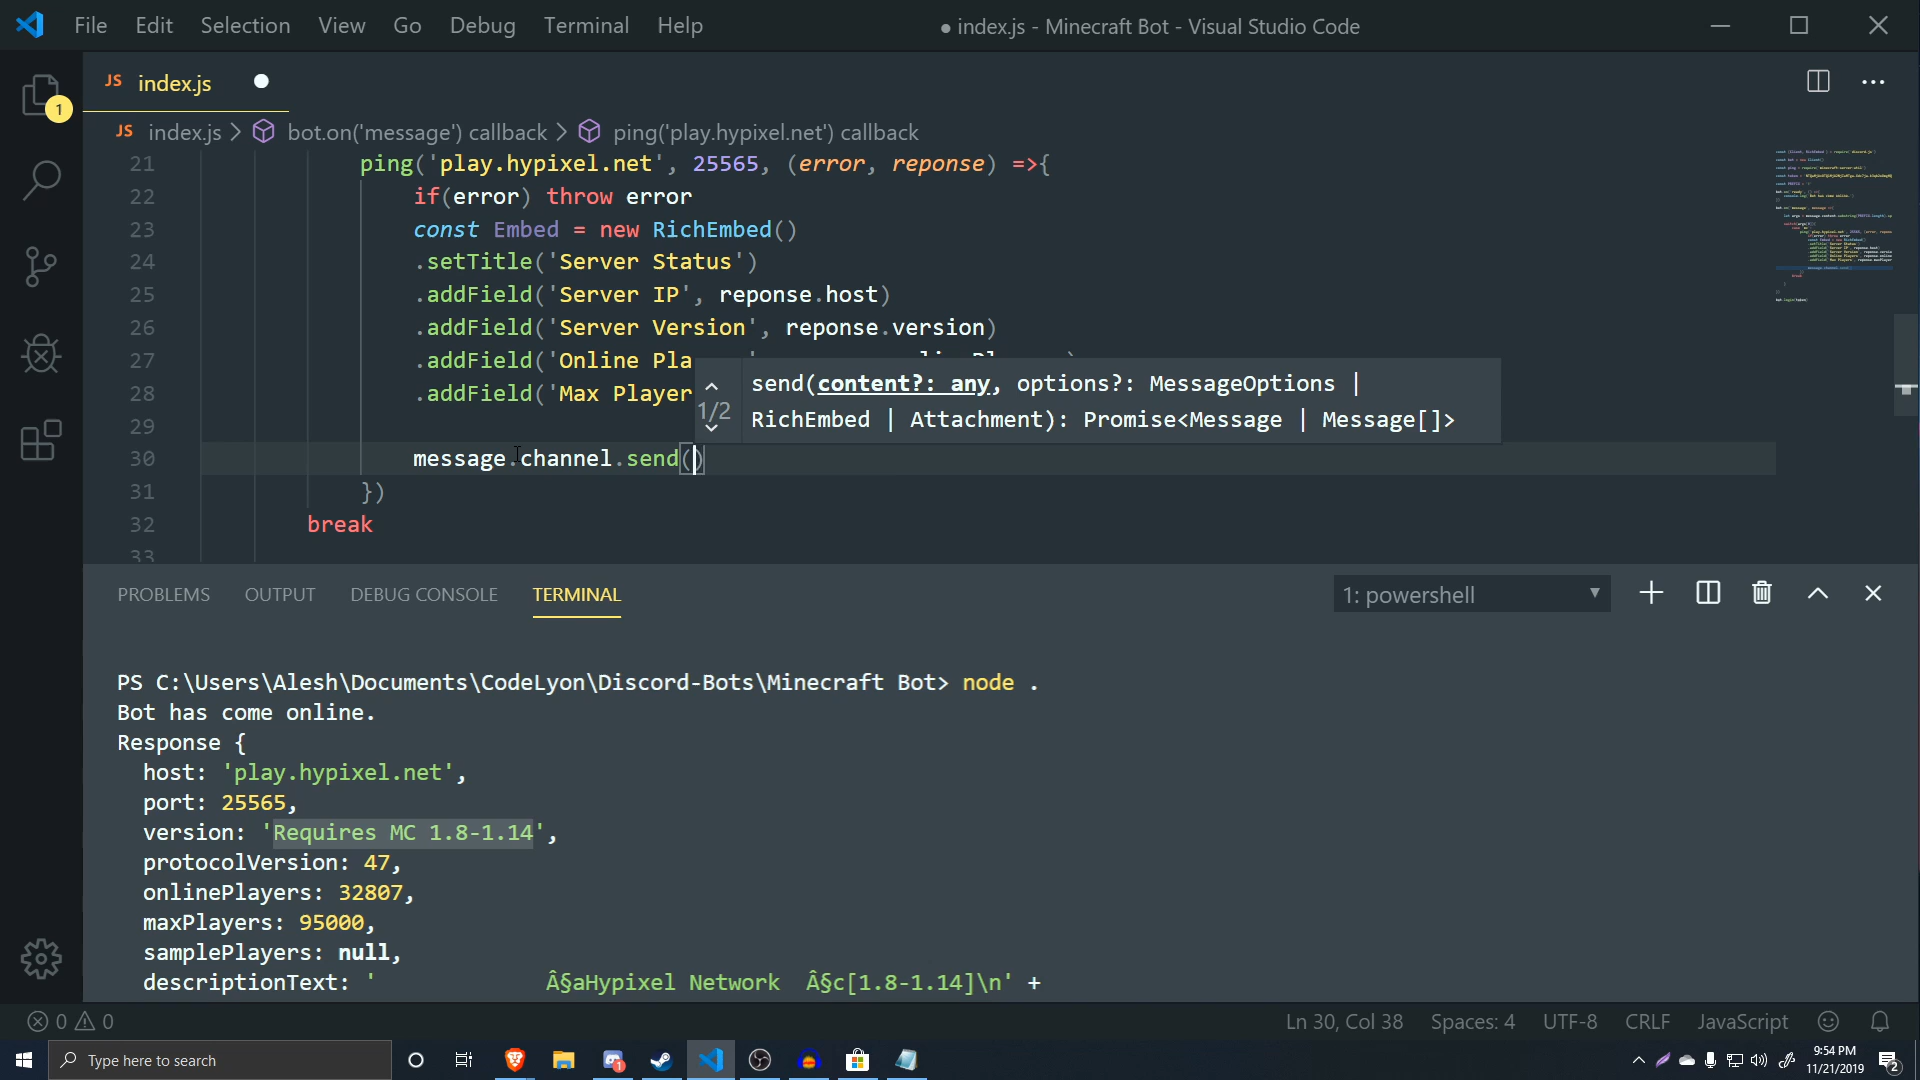 File Edit Selection View Go Debug Terminal Help
● index.js - Minecraft Bot - Visual Studio Code
JS index.js
1
JS index.js > bot.on('message') callback > ping('play.hypixel.net') callback
21 ping('play.hypixel.net', 25565, (error, reponse) =>{
22 if(error) throw error
23 const Embed = new RichEmbed()
24 .setTitle('Server Status')
25 .addField('Server IP', reponse.host)
26 .addField('Server Version', reponse.version)
27 .addField('Online Pla
28 .addField('Max Player
send(content?: any, options?: MessageOptions |
1/2
RichEmbed | Attachment): Promise<Message | Message[]>
29
30 message.channel.send()
31 })
32 break
33
PROBLEMS OUTPUT DEBUG CONSOLE TERMINAL
1: powershell
PS C:\Users\Alesh\Documents\CodeLyon\Discord-Bots\Minecraft Bot> node .
Bot has come online.
Response {
host: 'play.hypixel.net',
port: 25565,
version: 'Requires MC 1.8-1.14',
protocolVersion: 47,
onlinePlayers: 32807,
maxPlayers: 95000,
samplePlayers: null,
descriptionText: ' Â§aHypixel Network Â§c[1.8-1.14]\n' +
0 0
Ln 30, Col 38 Spaces: 4 UTF-8 CRLF JavaScript
Type here to search
1
9:54 PM
11/21/2019
2